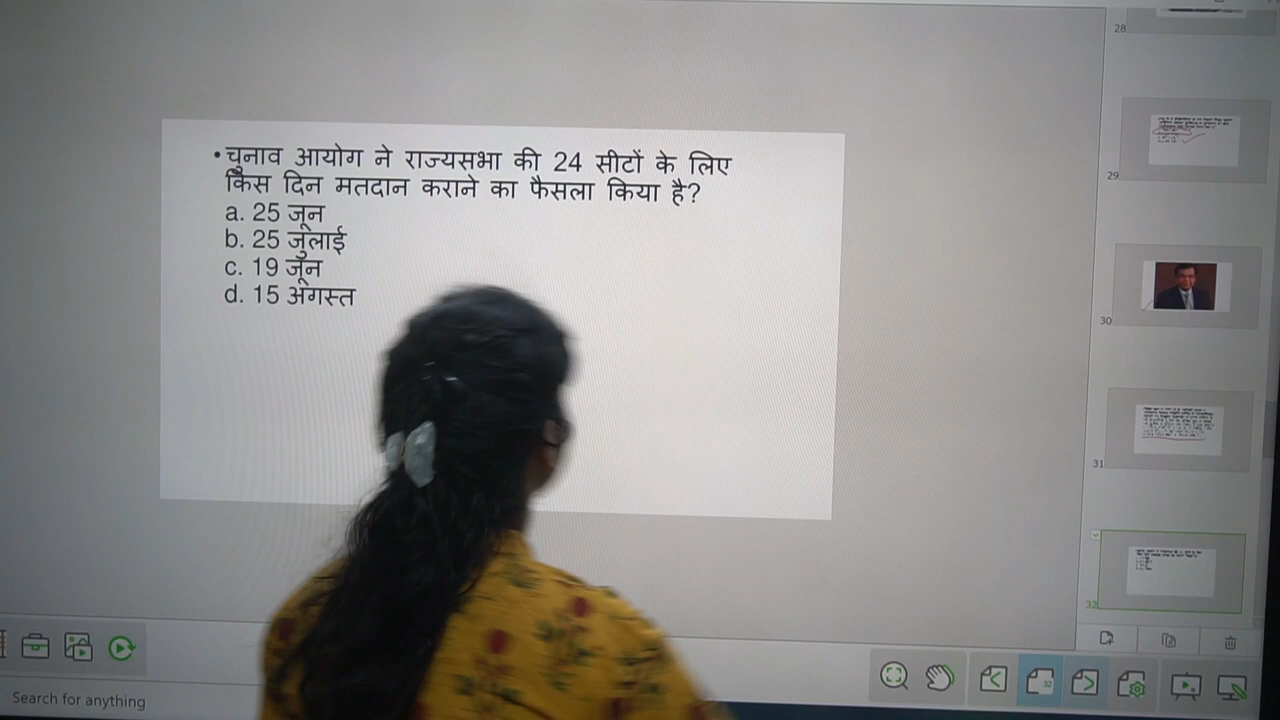 • चुनाव आयोग ने राज्यसभा की 24 सीटों के लिए
किस दिन मतदान कराने का फैसला किया है?
a. 25 जून
b. 25 जुलाई
c. 19 जून
d. 15 अगस्त
28
29
30
31
32
32
Search for anything